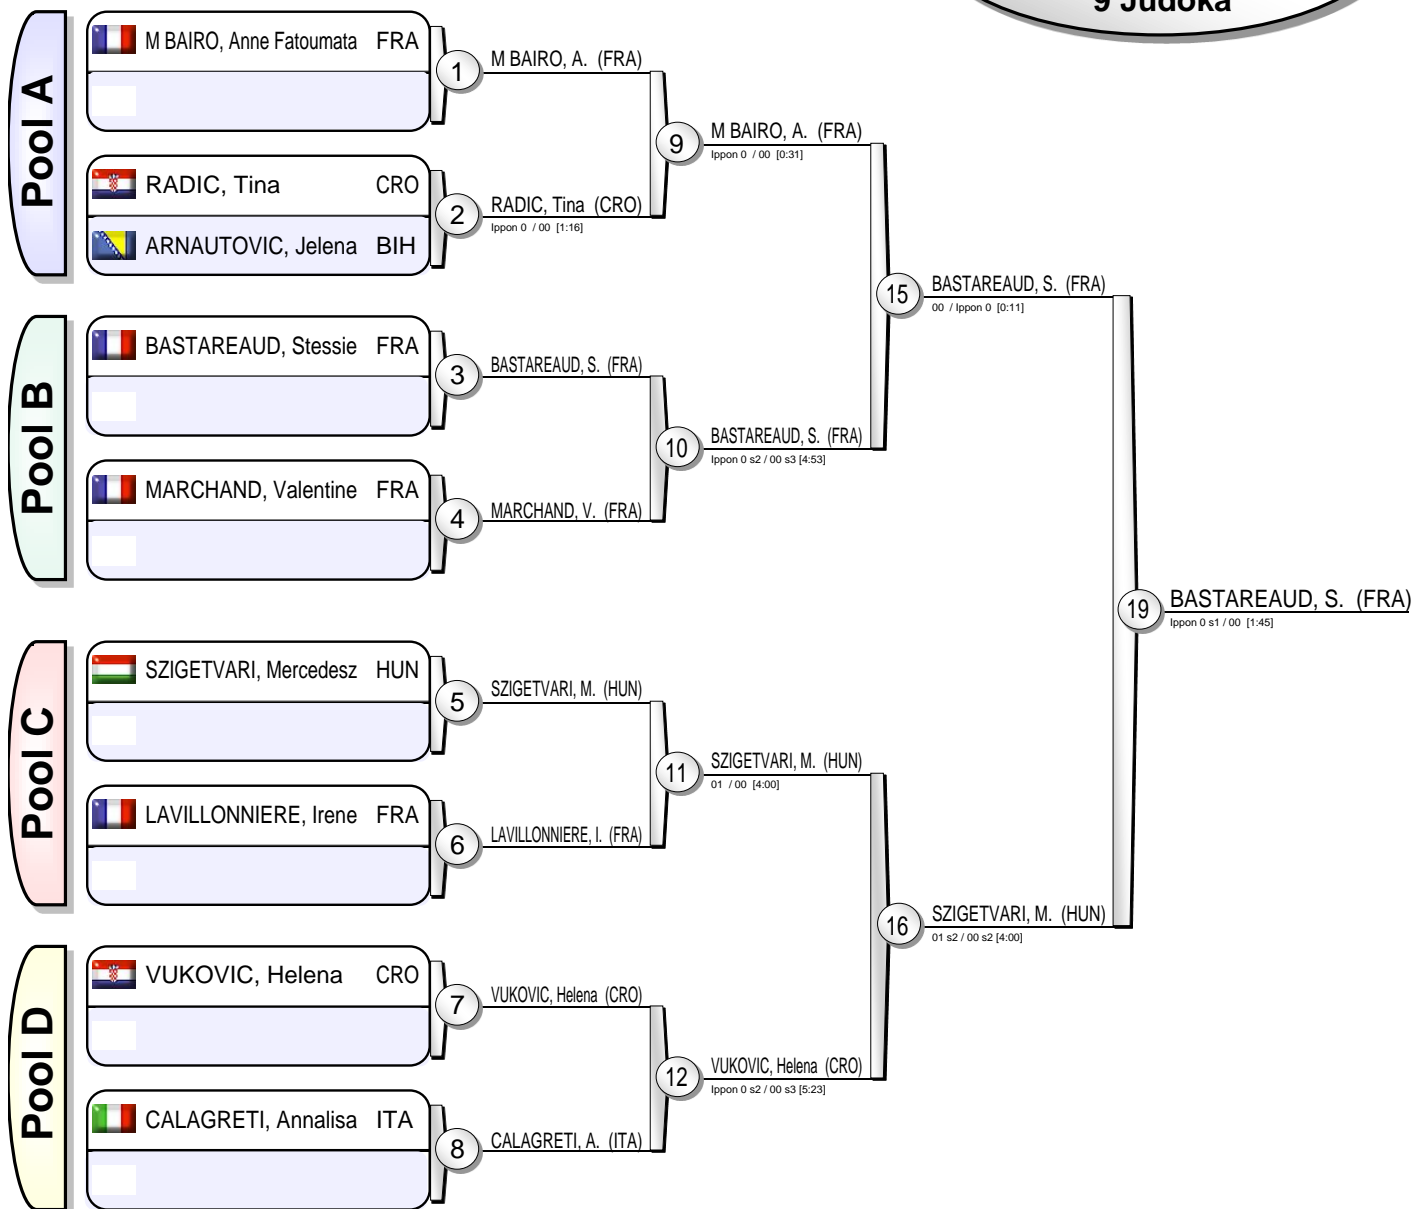 9 Judoka
Pool A
M BAIRO, Anne Fatoumata FRA
1
M BAIRO, A. (FRA)
RADIC, Tina CRO
ARNAUTOVIC, Jelena BIH
2
RADIC, Tina (CRO)
Ippon 0 / 00 [1:16]
9
M BAIRO, A. (FRA)
Ippon 0 / 00 [0:31]
Pool B
BASTAREAUD, Stessie FRA
3
BASTAREAUD, S. (FRA)
MARCHAND, Valentine FRA
4
MARCHAND, V. (FRA)
10
BASTAREAUD, S. (FRA)
Ippon 0 s2 / 00 s3 [4:53]
15
BASTAREAUD, S. (FRA)
00 / Ippon 0 [0:11]
Pool C
SZIGETVARI, Mercedesz HUN
5
SZIGETVARI, M. (HUN)
LAVILLONNIERE, Irene FRA
6
LAVILLONNIERE, I. (FRA)
11
SZIGETVARI, M. (HUN)
01 / 00 [4:00]
Pool D
VUKOVIC, Helena CRO
7
VUKOVIC, Helena (CRO)
CALAGRETI, Annalisa ITA
8
CALAGRETI, A. (ITA)
12
VUKOVIC, Helena (CRO)
Ippon 0 s2 / 00 s3 [5:23]
16
SZIGETVARI, M. (HUN)
01 s2 / 00 s2 [4:00]
19
BASTAREAUD, S. (FRA)
Ippon 0 s1 / 00 [1:45]